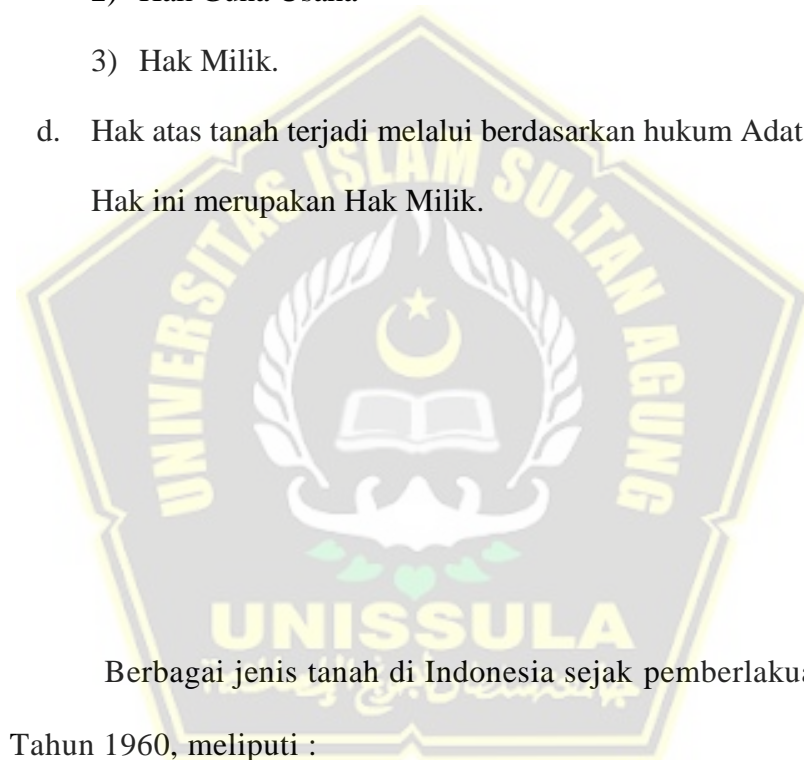 3) Hak Milik.
d. Hak atas tanah terjadi melalui berdasarkan hukum Adat
Hak ini merupakan Hak Milik.
UNIVERSITAS ISLAM SULTAN AGUNG
UNISSULA
Berbagai jenis tanah di Indonesia sejak pemberlakua
Tahun 1960, meliputi :